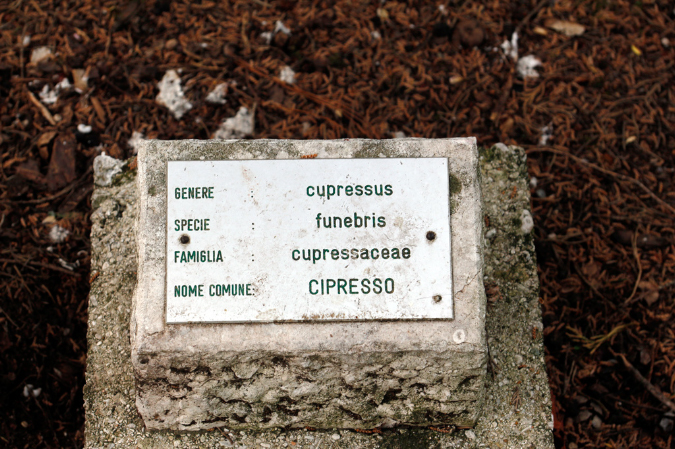 GENERE cupressus
SPECIE : funebris
FAMIGLIA : cupressaceae
NOME COMUNE: CIPRESSO